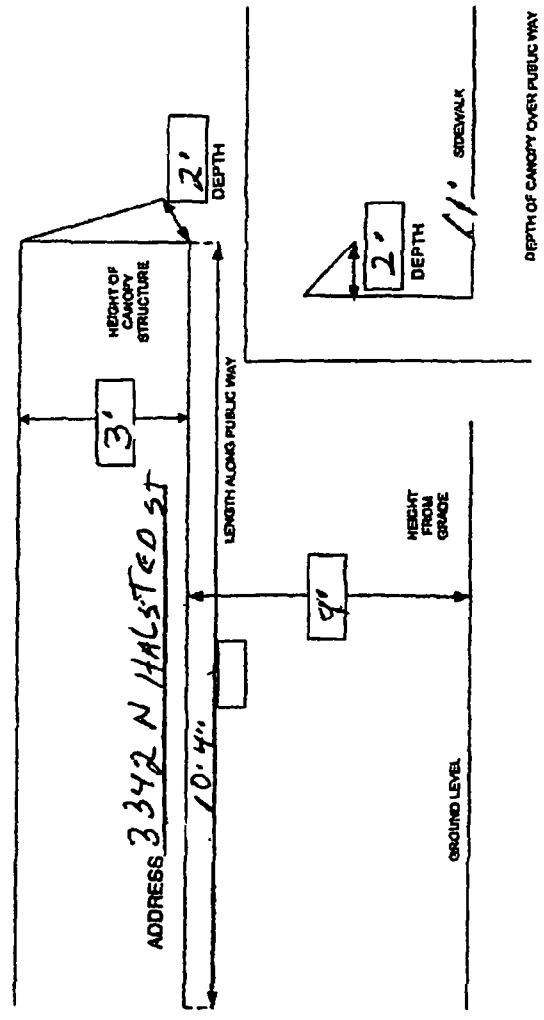 ADDRESS 3342 N HALSTED ST
3'
HEIGHT OF
CANOPY
STRUCTURE
2'
DEPTH
10'4"
LENGTH ALONG PUBLIC WAY
9'
HEIGHT
FROM
GRADE
GROUND LEVEL
2'
DEPTH
11' SIDEWALK
DEPTH OF CANOPY OVER PUBLIC WAY